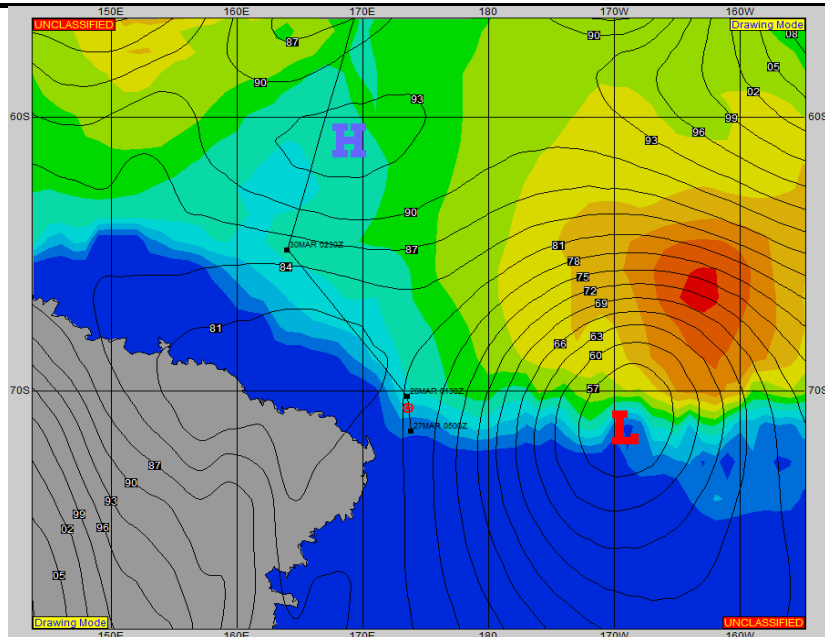 150E 160E 170E 180 170W 160W
UNCLASSIFIED Drawing Mode
87 90 08
90 05
93 02
60S 99 60S
H 93 96
90
87 81
30MAR 0230Z
84 78
75
72
69
81 63
66 60
70S 57 70S
L
27MAR 0500Z
87
90
93
99
02 96
05
Drawing Mode UNCLASSIFIED
150E 160E 170E 180 170W 160W